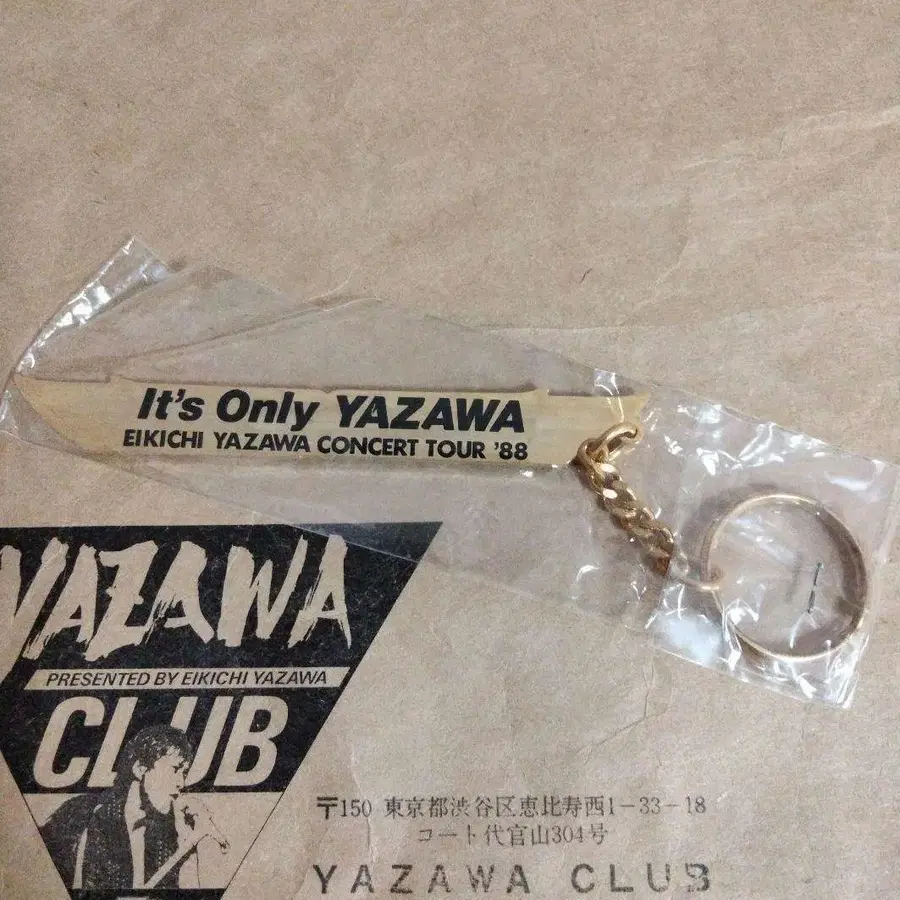 It's Only YAZAWA
EIKICHI YAZAWA CONCERT TOUR '88
YAZAWA
PRESENTED BY EIKICHI YAZAWA
CLUB
〒150 東京都渋谷区恵比寿西1-33-18
コート代官山304号
YAZAWA CLUB